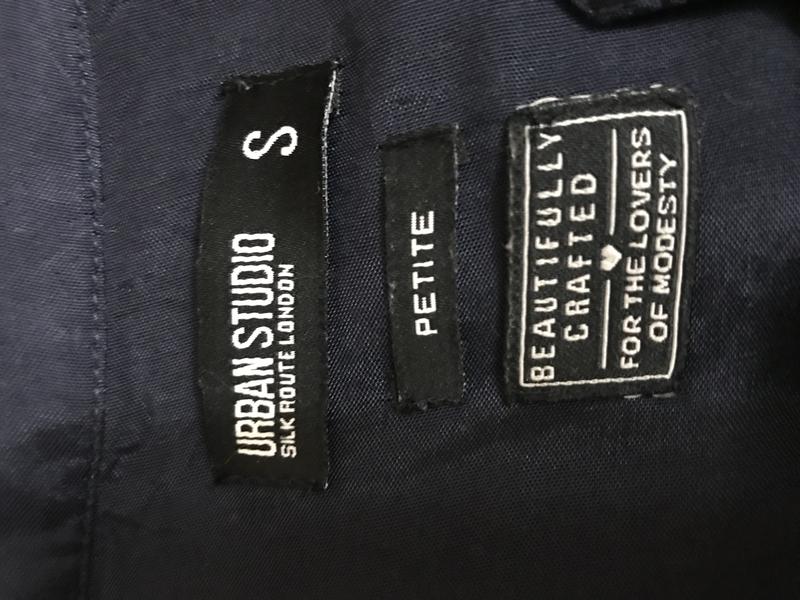 URBAN STUDIO S
SILK ROUTE LONDON
PETITE
BEAUTIFULLY
CRAFTED
FOR THE LOVERS
OF MODESTY